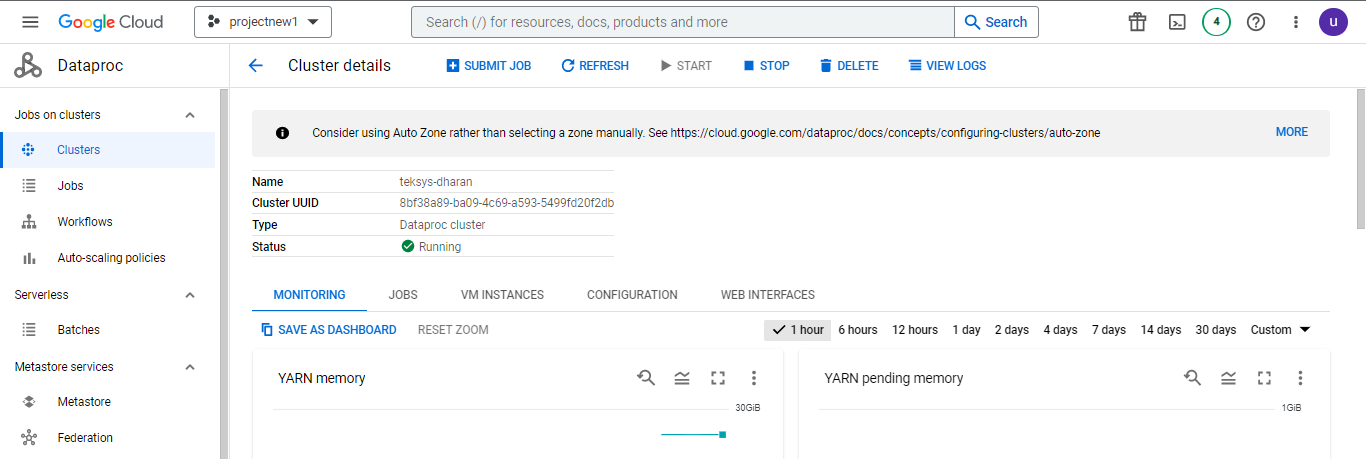 Google Cloud projectnew1 Search (/) for resources, docs, products and more Search 4 u
Dataproc Cluster details SUBMIT JOB REFRESH START STOP DELETE VIEW LOGS
Jobs on clusters
Clusters
Jobs
Workflows
Auto-scaling policies
Serverless
Batches
Metastore services
Metastore
Federation
Consider using Auto Zone rather than selecting a zone manually. See https://cloud.google.com/dataproc/docs/concepts/configuring-clusters/auto-zone MORE
Name teksys-dharan
Cluster UUID 8bf38a89-ba09-4c69-a593-5499fd20f2db
Type Dataproc cluster
Status Running
MONITORING JOBS VM INSTANCES CONFIGURATION WEB INTERFACES
SAVE AS DASHBOARD RESET ZOOM 1 hour 6 hours 12 hours 1 day 2 days 4 days 7 days 14 days 30 days Custom
YARN memory
30GiB
YARN pending memory
1GiB